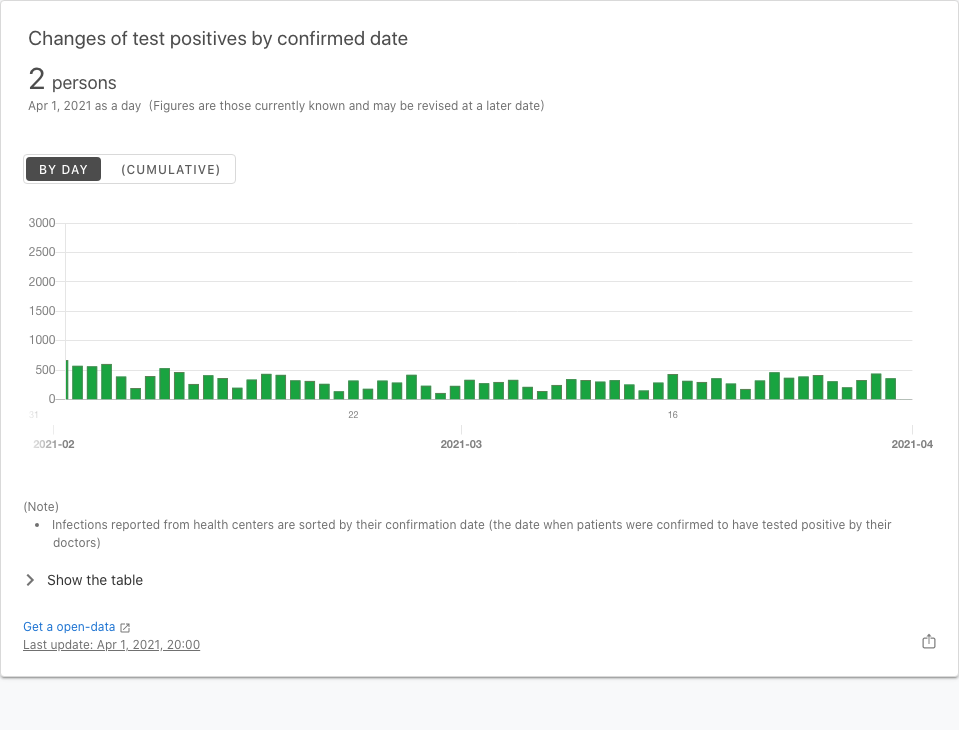 Changes of test positives by confirmed date
2 persons
Apr 1, 2021 as a day (Figures are those currently known and may be revised at a later date)
BY DAY (CUMULATIVE)
3000
2500
2000
1500
1000
500
0
31 22 16
2021-02 2021-03 2021-04
(Note)
• Infections reported from health centers are sorted by their confirmation date (the date when patients were confirmed to have tested positive by their
doctors)
Show the table
Get a open-data
Last update: Apr 1, 2021, 20:00